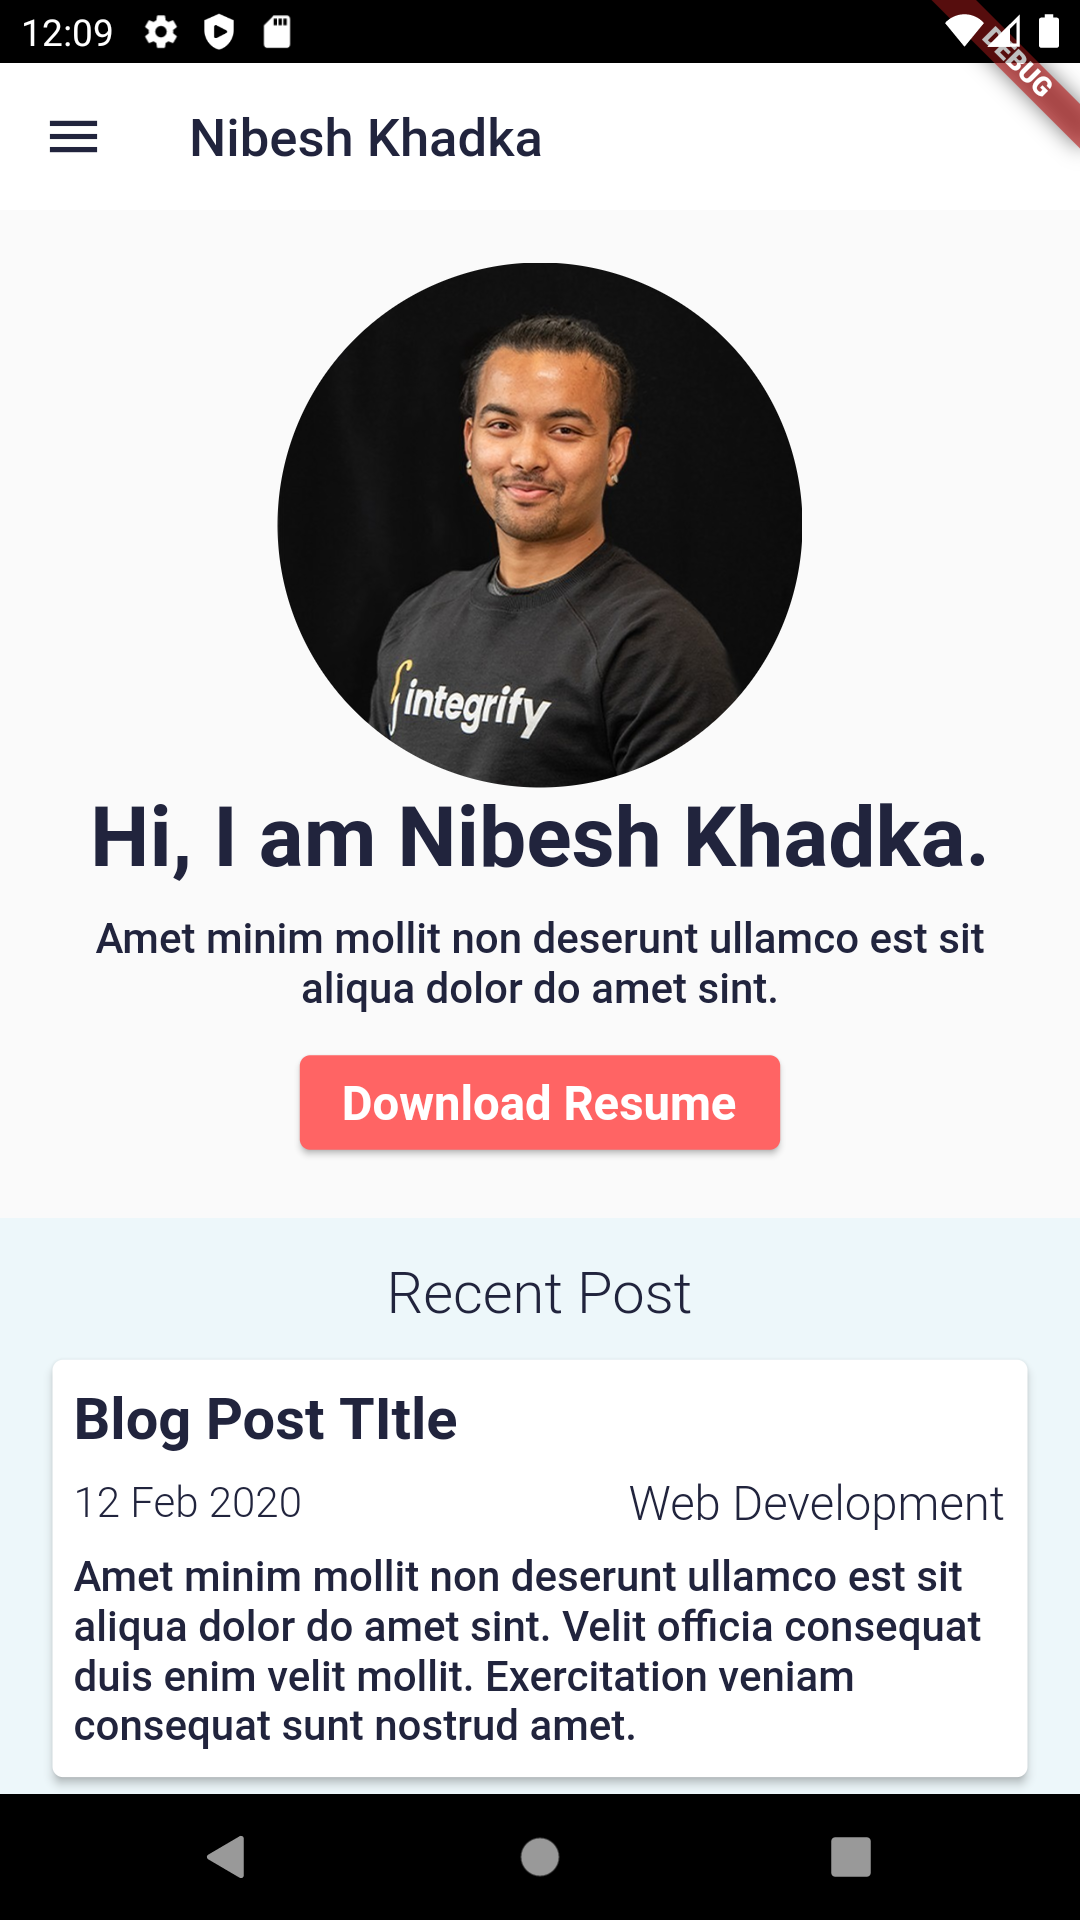 12:09
DEBUG
Nibesh Khadka
integrify
Hi, I am Nibesh Khadka.
Amet minim mollit non deserunt ullamco est sit
aliqua dolor do amet sint.
Download Resume
Recent Post
Blog Post TItle
12 Feb 2020 Web Development
Amet minim mollit non deserunt ullamco est sit
aliqua dolor do amet sint. Velit officia consequat
duis enim velit mollit. Exercitation veniam
consequat sunt nostrud amet.